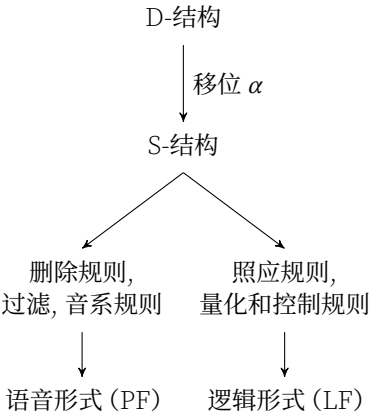 D-结构
移位 α
S-结构
删除规则,
过滤, 音系规则
照应规则,
量化和控制规则
语音形式 (PF)
逻辑形式 (LF)